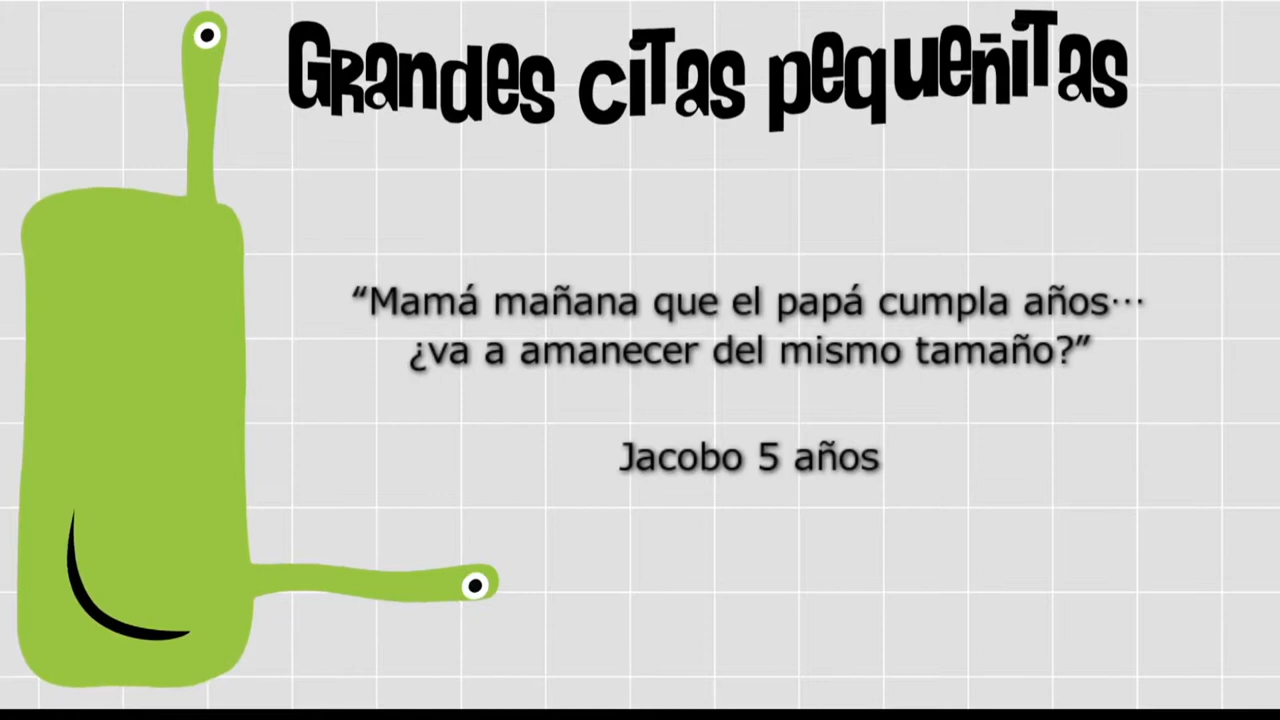 Grandes citas pequeñitas
“Mamá mañana que el papá cumpla años…
¿va a amanecer del mismo tamaño?”
Jacobo 5 años